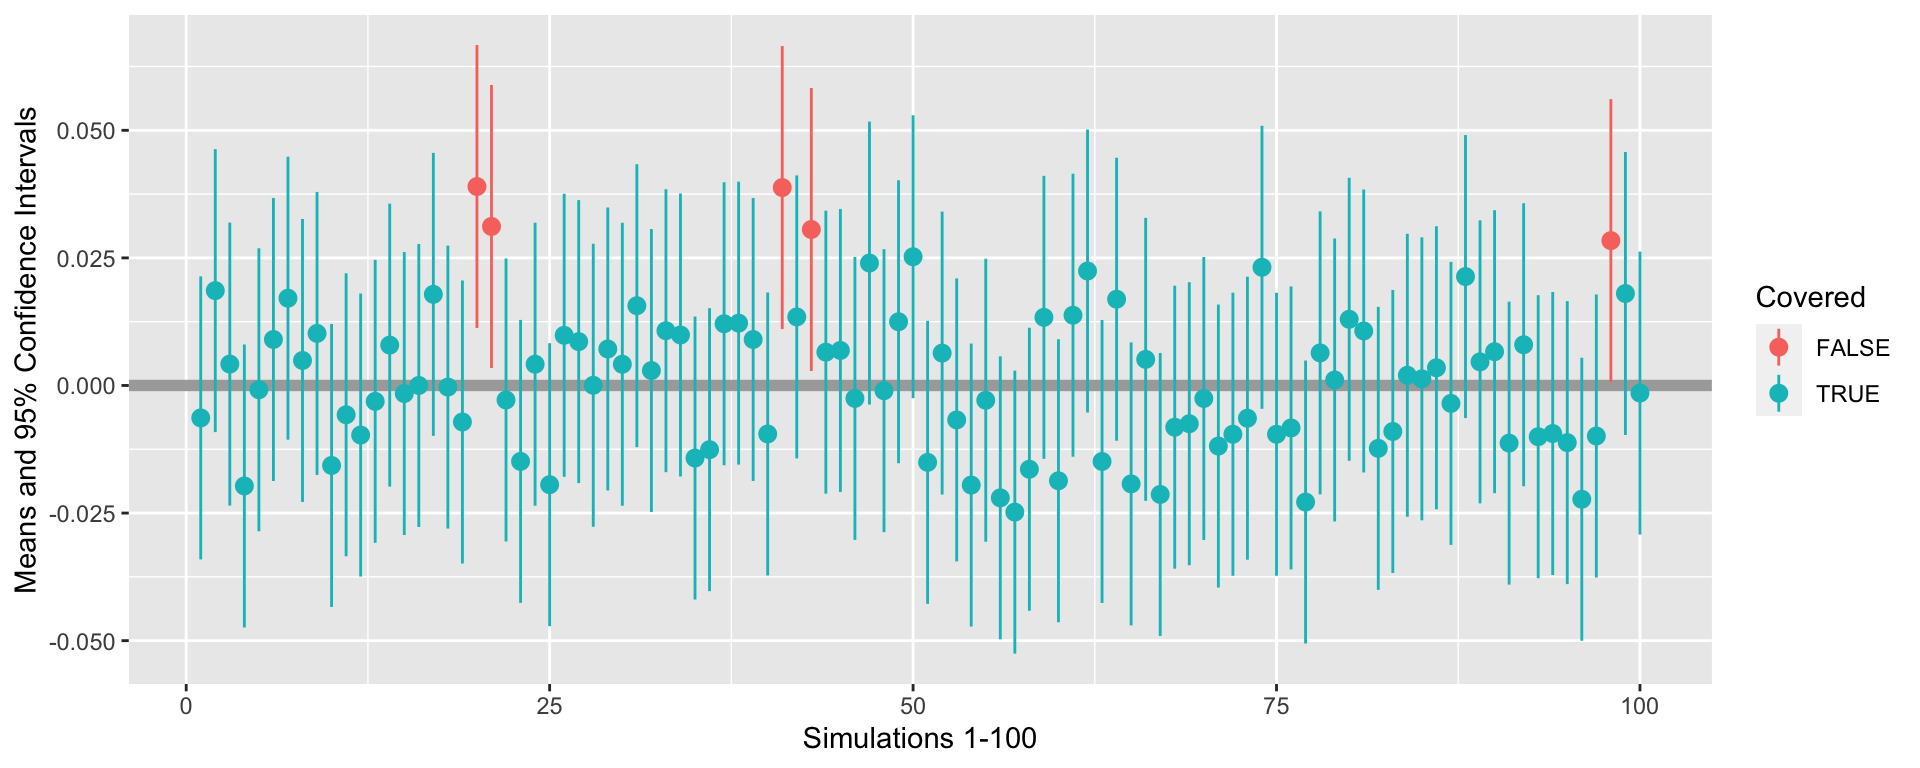 0.050
0.025
0.000
-0.025
-0.050
Means and 95% Confidence Intervals
0
25
50
75
100
Simulations 1-100
Covered
FALSE
TRUE